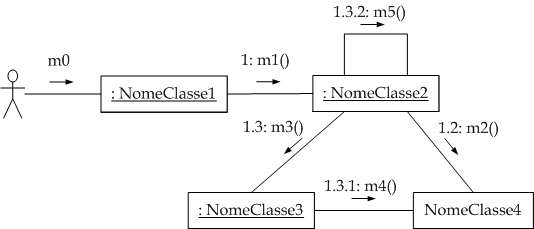 1.3.2: m5()
m0
1: m1()
: NomeClasse1
: NomeClasse2
1.3: m3()
1.2: m2()
1.3.1: m4()
: NomeClasse3
NomeClasse4